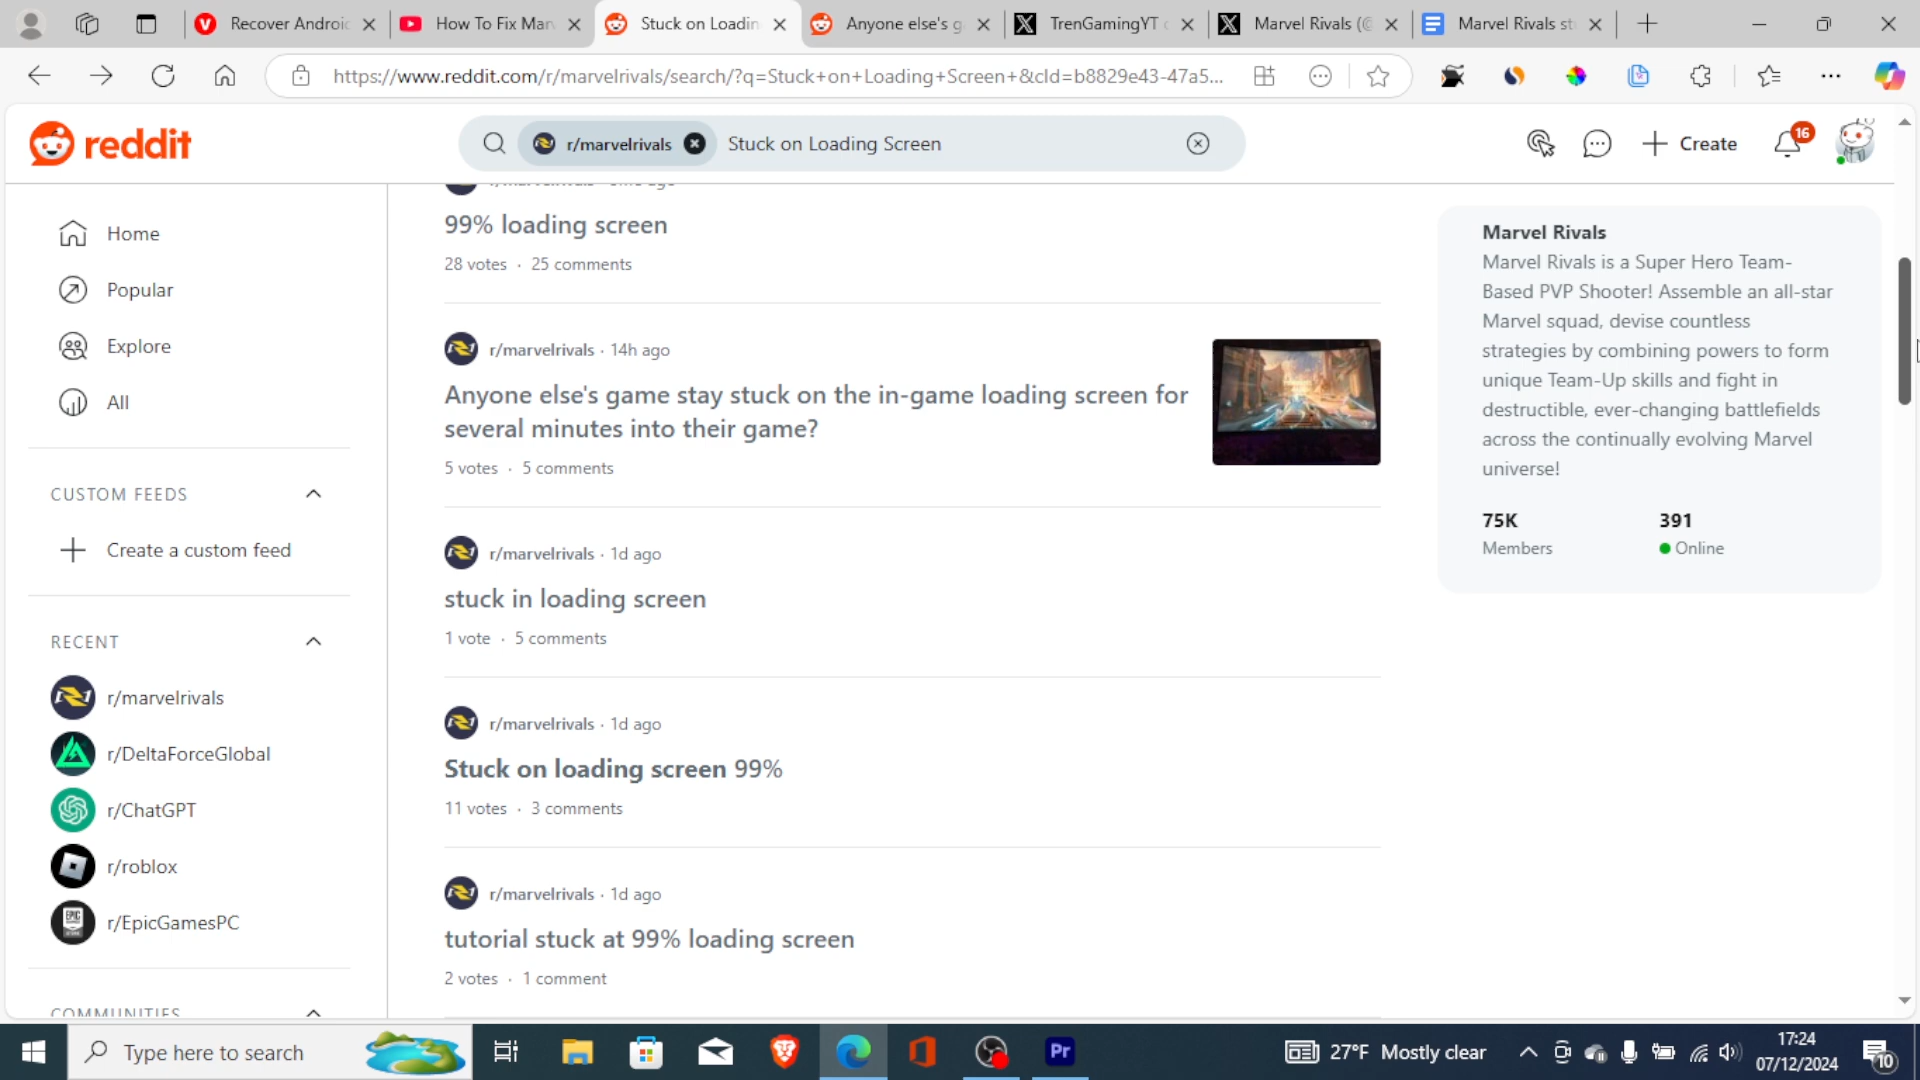 Recover Android
How To Fix Marv
Stuck on Loadin
Anyone else's g
TrenGamingYT
Marvel Rivals (@
Marvel Rivals st
https://www.reddit.com/r/marvelrivals/search/?q=Stuck+on+Loading+Screen+&cId=b8829e43-47a5...
reddit
r/marvelrivals
Stuck on Loading Screen
Create
16
Home
Popular
Explore
All
CUSTOM FEEDS
Create a custom feed
RECENT
r/marvelrivals
r/DeltaForceGlobal
r/ChatGPT
r/roblox
r/EpicGamesPC
COMMUNITIES
99% loading screen
28 votes · 25 comments
r/marvelrivals · 14h ago
Anyone else's game stay stuck on the in-game loading screen for
several minutes into their game?
5 votes · 5 comments
r/marvelrivals · 1d ago
stuck in loading screen
1 vote · 5 comments
r/marvelrivals · 1d ago
Stuck on loading screen 99%
11 votes · 3 comments
r/marvelrivals · 1d ago
tutorial stuck at 99% loading screen
2 votes · 1 comment
Marvel Rivals
Marvel Rivals is a Super Hero Team-
Based PVP Shooter! Assemble an all-star
Marvel squad, devise countless
strategies by combining powers to form
unique Team-Up skills and fight in
destructible, ever-changing battlefields
across the continually evolving Marvel
universe!
75K
Members
391
Online
Type here to search
Pr
27°F Mostly clear
17:24
07/12/2024
10